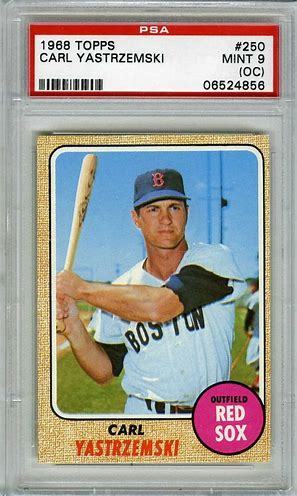 PSA
1968 TOPPS #250
CARL YASTRZEMSKI MINT 9
(OC)
06524856
B
BOSTON
CARL
YASTRZEMSKI
OUTFIELD
RED
SOX